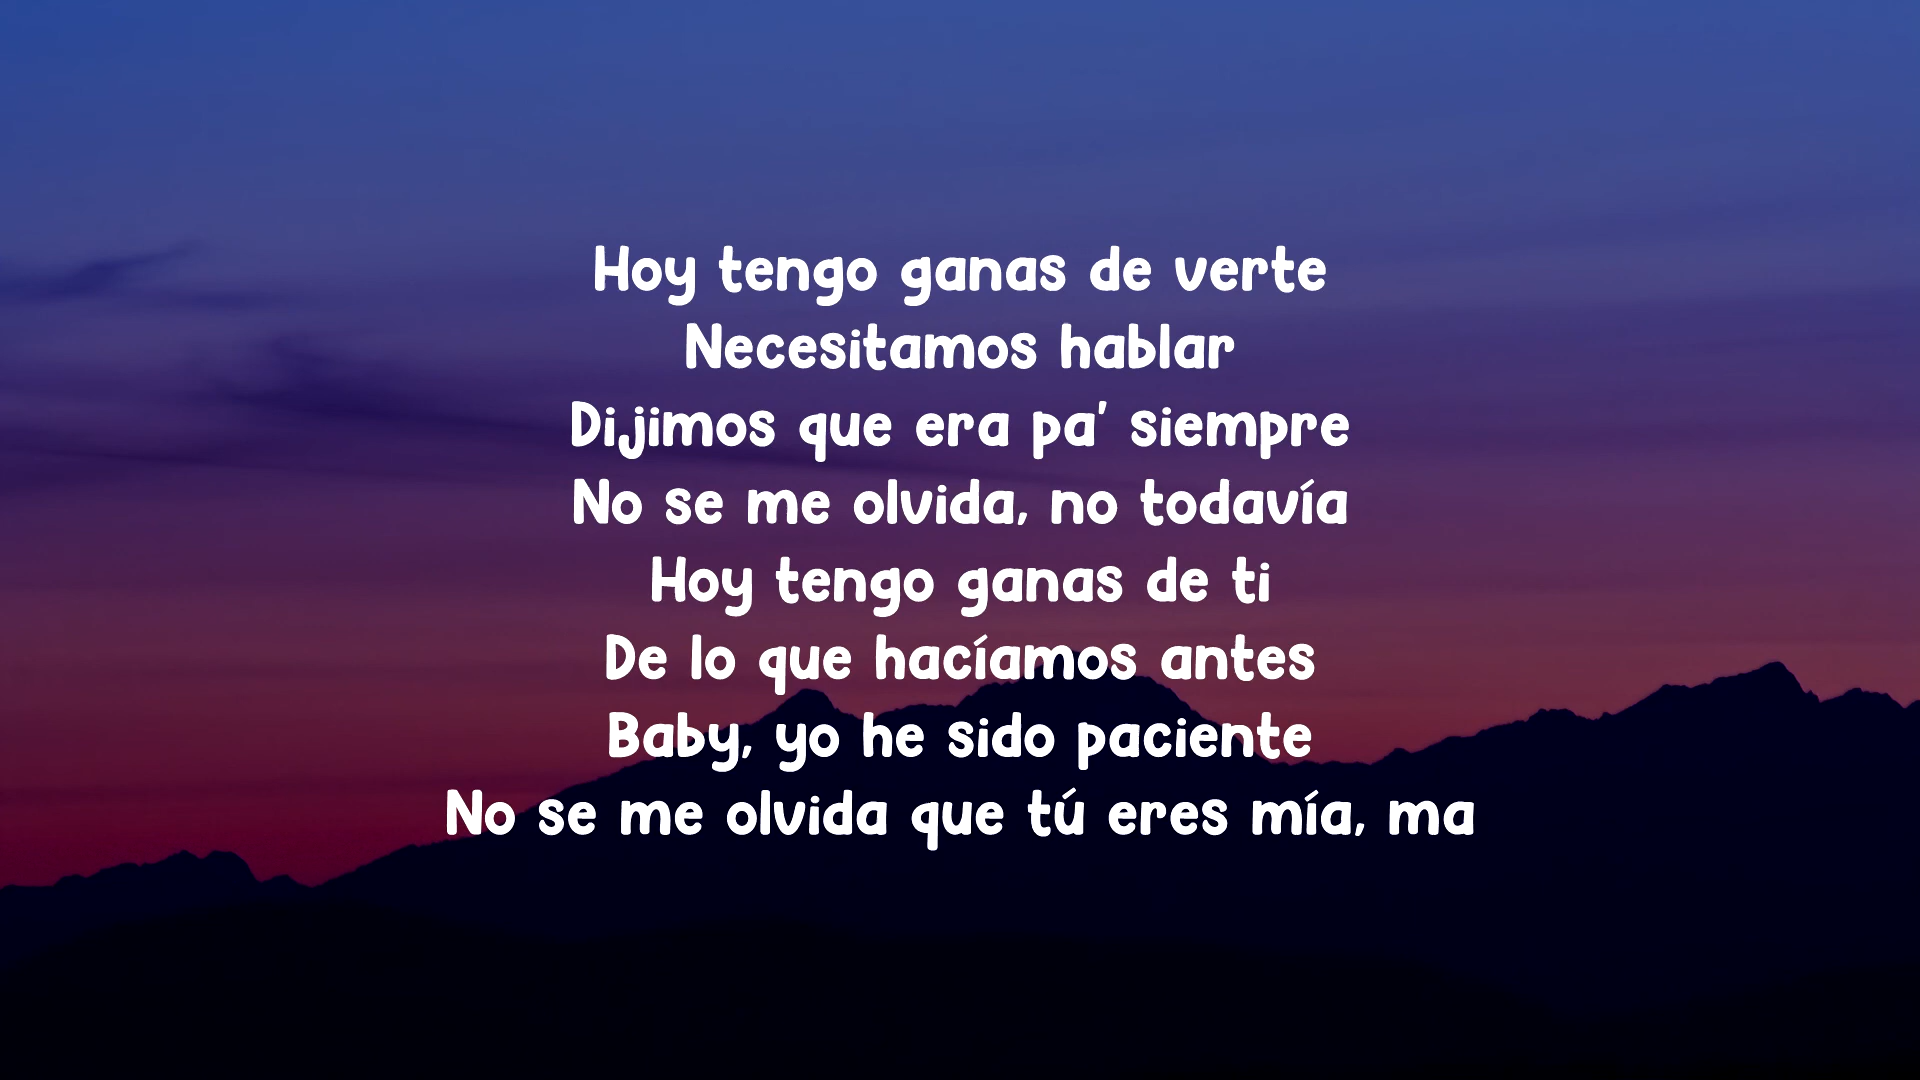 Hoy tengo ganas de verte
Necesitamos hablar
Dijimos que era pa' siempre
No se me olvida, no todavía
Hoy tengo ganas de ti
De lo que hacíamos antes
Baby, yo he sido paciente
No se me olvida que tú eres mía, ma